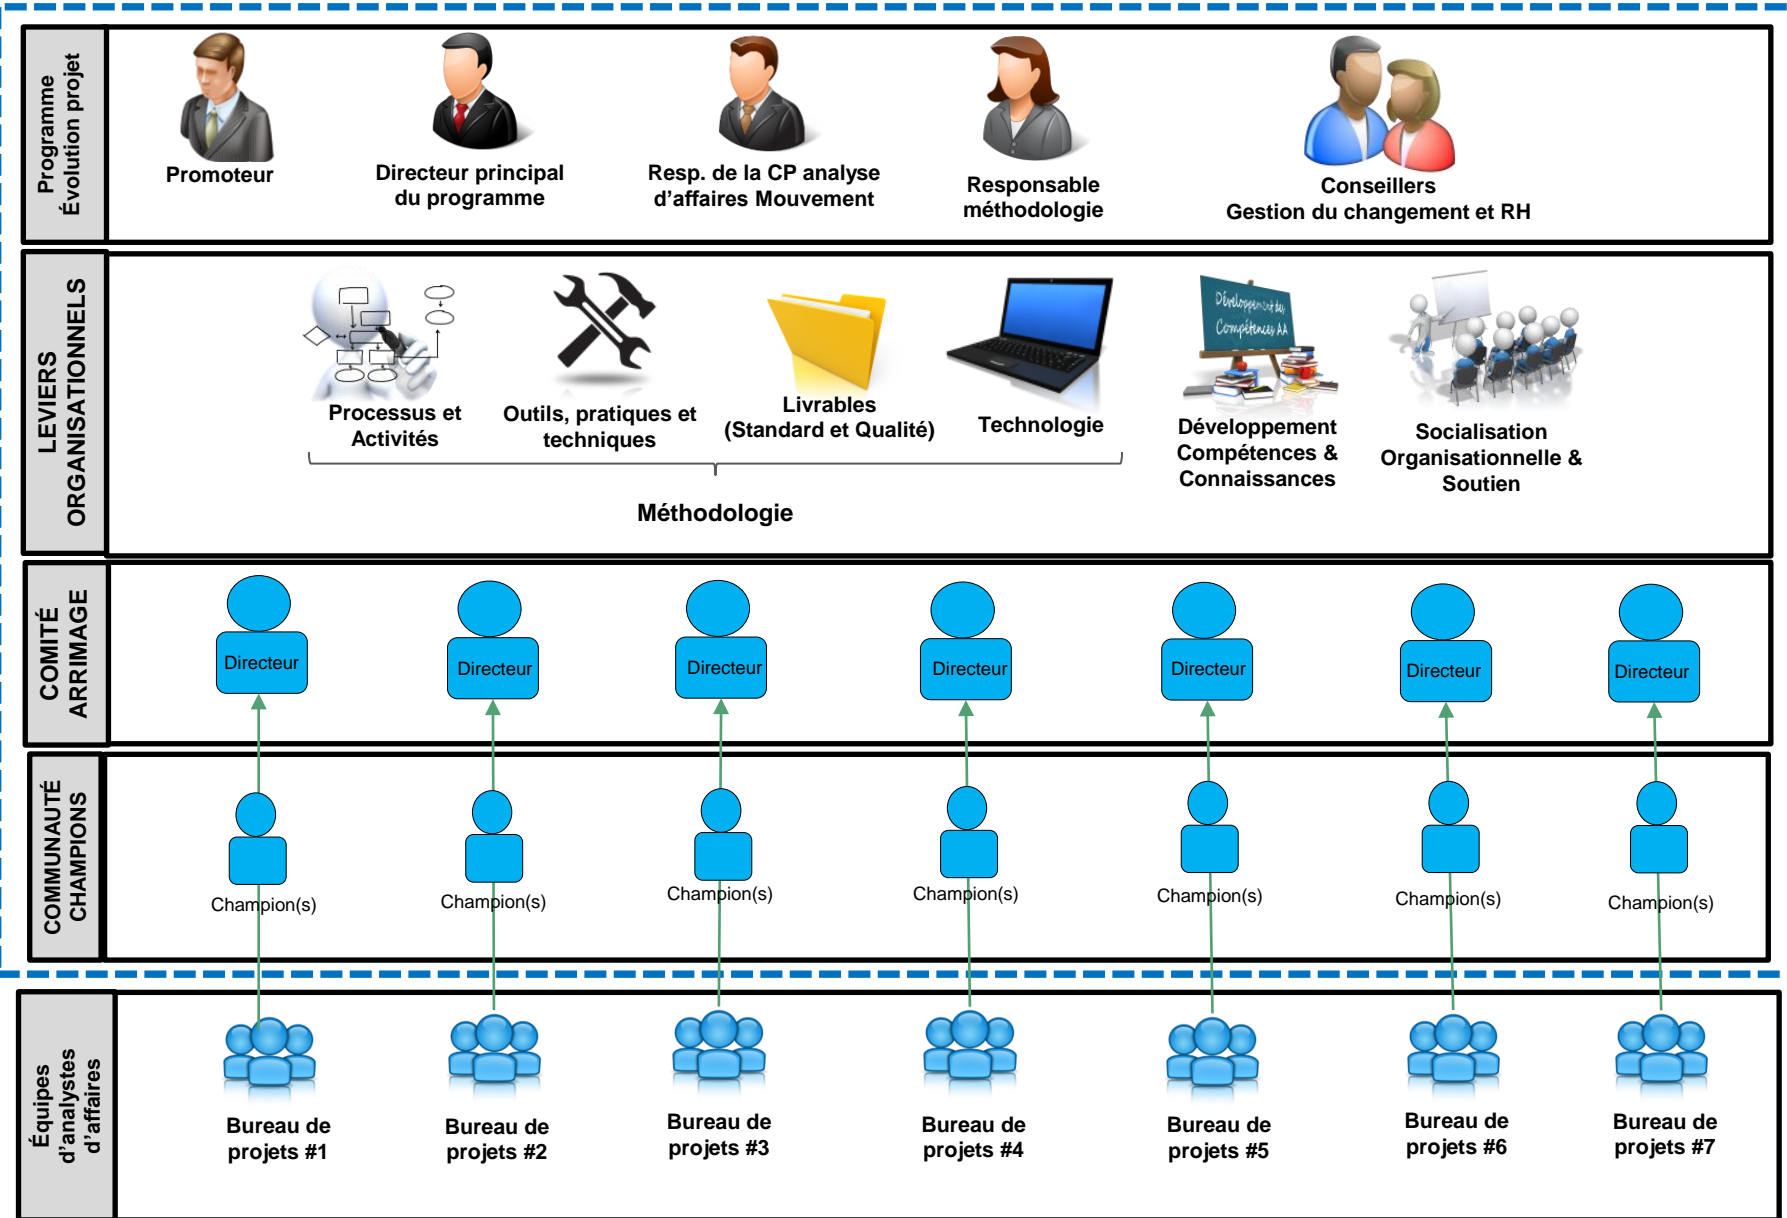 Programme
Évolution projet
Promoteur
Directeur principal
du programme
Resp. de la CP analyse
d’affaires Mouvement
Responsable
méthodologie
Conseillers
Gestion du changement et RH
LEVIERS
ORGANISATIONNELS
Processus et
Activités
Outils, pratiques et
techniques
Livrables
(Standard et Qualité)
Technologie
Méthodologie
Développement des
Compétences AA
Développement
Compétences &
Connaissances
Socialisation
Organisationnelle &
Soutien
COMITÉ
ARRIMAGE
Directeur
Directeur
Directeur
Directeur
Directeur
Directeur
Directeur
COMMUNAUTÉ
CHAMPIONS
Champion(s)
Champion(s)
Champion(s)
Champion(s)
Champion(s)
Champion(s)
Champion(s)
Équipes
d’analystes
d’affaires
Bureau de
projets #1
Bureau de
projets #2
Bureau de
projets #3
Bureau de
projets #4
Bureau de
projets #5
Bureau de
projets #6
Bureau de
projets #7